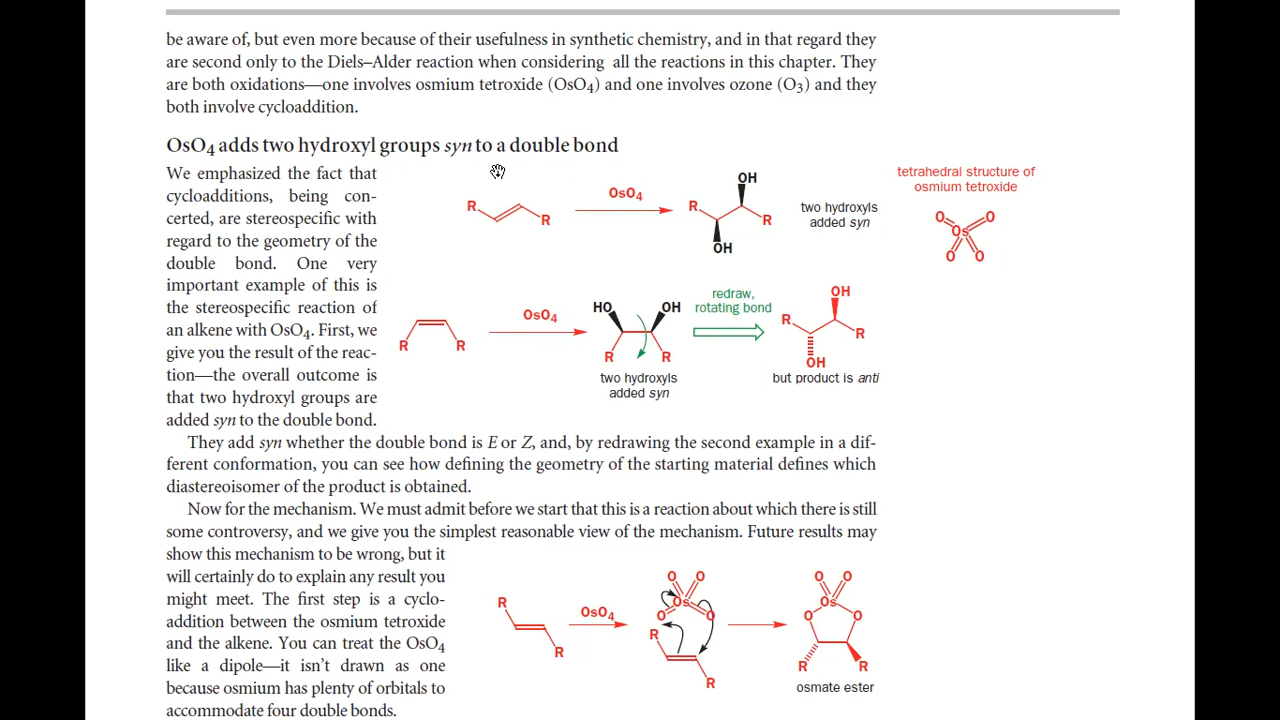 be aware of, but even more because of their usefulness in synthetic chemistry, and in that regard they
are second only to the Diels–Alder reaction when considering all the reactions in this chapter. They
are both oxidations—one involves osmium tetroxide (OsO4) and one involves ozone (O3) and they
both involve cycloaddition.
OsO4 adds two hydroxyl groups syn to a double bond
We emphasized the fact that
cycloadditions, being con-
certed, are stereospecific with
regard to the geometry of the
double bond. One very
important example of this is
the stereospecific reaction of
an alkene with OsO4. First, we
give you the result of the reac-
tion—the overall outcome is
that two hydroxyl groups are
added syn to the double bond.
R
R
OsO4
OH
R
R
OH
two hydroxyls
added syn
tetrahedral structure of
osmium tetroxide
O O
Os
O O
R R
OsO4
HO OH
R R
two hydroxyls
added syn
redraw,
rotating bond
OH
R
R
OH
but product is anti
They add syn whether the double bond is E or Z, and, by redrawing the second example in a dif-
ferent conformation, you can see how defining the geometry of the starting material defines which
diastereoisomer of the product is obtained.
Now for the mechanism. We must admit before we start that this is a reaction about which there is still
some controversy, and we give you the simplest reasonable view of the mechanism. Future results may
show this mechanism to be wrong, but it
will certainly do to explain any result you
might meet. The first step is a cyclo-
addition between the osmium tetroxide
and the alkene. You can treat the OsO4
like a dipole—it isn't drawn as one
because osmium has plenty of orbitals to
accommodate four double bonds.
R
R
OsO4
O O
Os
O O
R
R
O O
Os
O O
R R
osmate ester